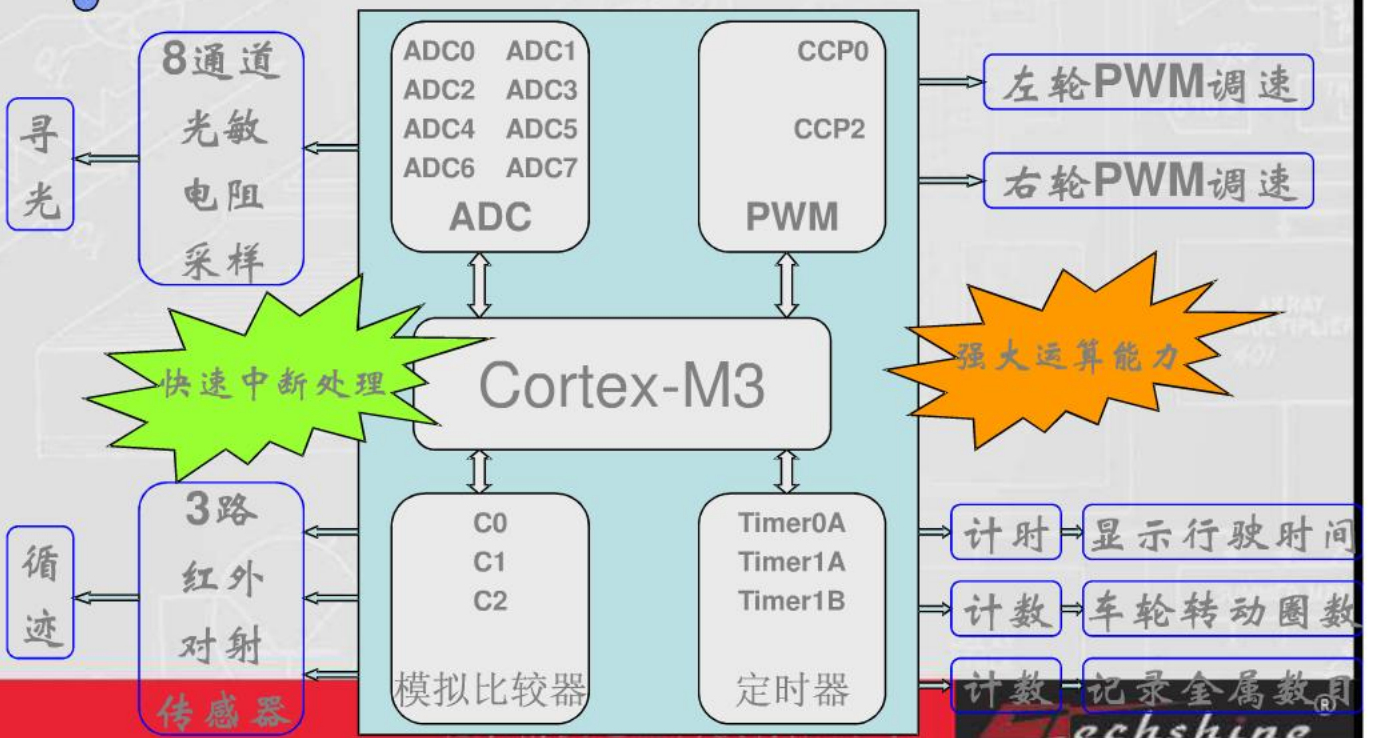 8通道
光敏
电阻
采样
寻
光
ADC0 ADC1
ADC2 ADC3
ADC4 ADC5
ADC6 ADC7
ADC
CCP0
CCP2
PWM
左轮PWM调速
右轮PWM调速
快速中断处理
Cortex-M3
强大运算能力
3路
红外
对射
传感器
循
迹
C0
C1
C2
模拟比较器
Timer0A
Timer1A
Timer1B
定时器
计时
显示行驶时间
计数
车轮转动圈数
计数
记录金属数目
®
echshine